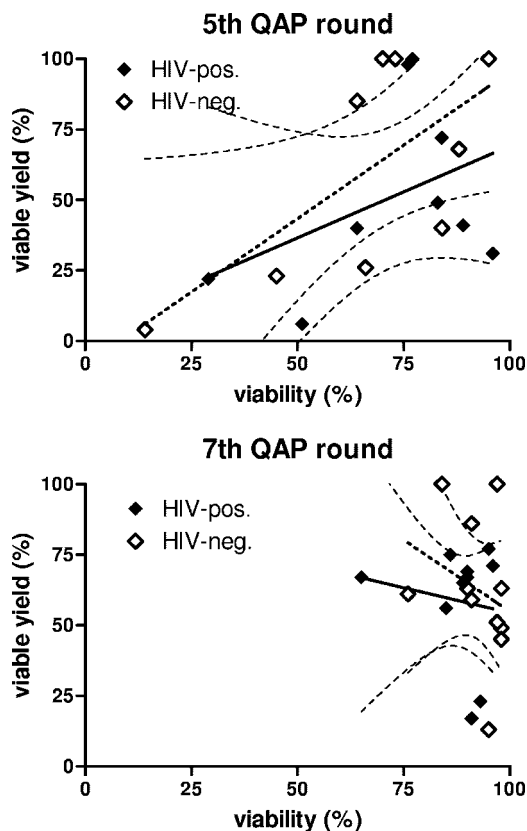 5th QAP round
100
75
50
25
0
viable yield (%)
HIV-pos.
HIV-neg.
0 25 50 75 100
viability (%)
7th QAP round
100
75
50
25
0
viable yield (%)
HIV-pos.
HIV-neg.
0 25 50 75 100
viability (%)